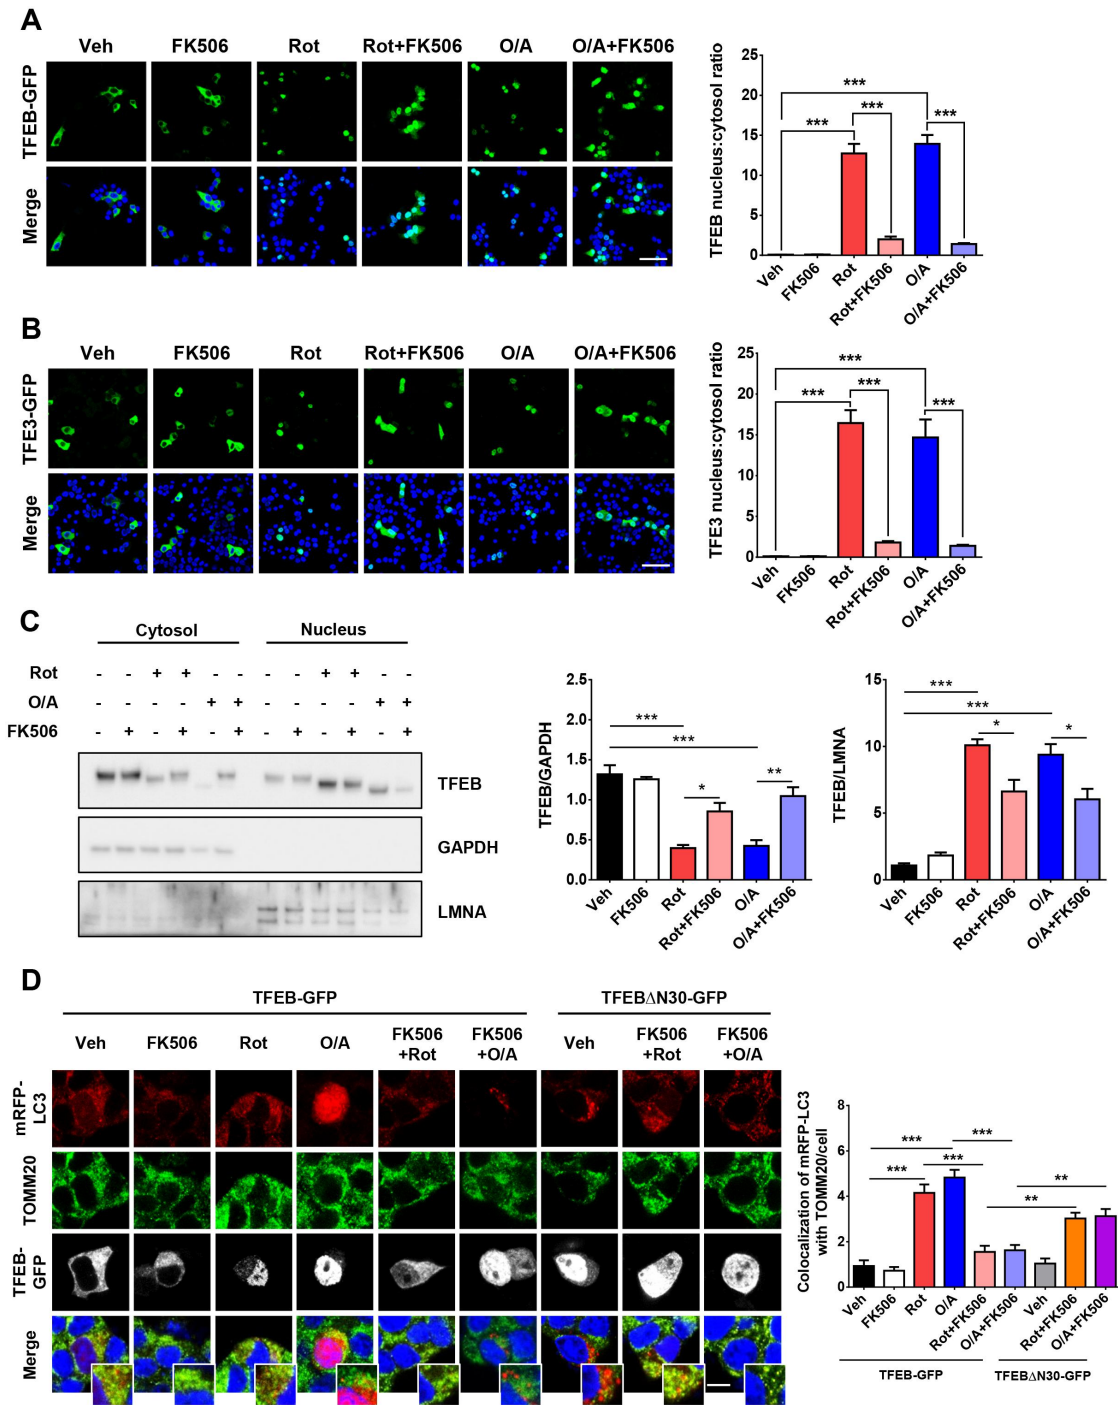 A
Veh FK506 Rot Rot+FK506 O/A O/A+FK506
TFEB-GFP
Merge
TFEB nucleus:cytosol ratio
25
20
15
10
5
0
*** *** *** ***
Veh FK506 Rot Rot+FK506 O/A O/A+FK506
B
Veh FK506 Rot Rot+FK506 O/A O/A+FK506
TFE3-GFP
Merge
TFE3 nucleus:cytosol ratio
25
20
15
10
5
0
*** *** *** ***
Veh FK506 Rot Rot+FK506 O/A O/A+FK506
C
Cytosol Nucleus
Rot - - + + - - - - + + - -
O/A - - - - + + - - - - + +
FK506 - + - + - + - + - + - +
TFEB
GAPDH
LMNA
TFEB/GAPDH
2.5
2.0
1.5
1.0
0.5
0.0
*** *** * **
Veh FK506 Rot Rot+FK506 O/A O/A+FK506
TFEB/LMNA
15
10
5
0
*** *** * *
Veh FK506 Rot Rot+FK506 O/A O/A+FK506
D
TFEB-GFP TFEBΔN30-GFP
Veh FK506 Rot O/A FK506 +Rot FK506 +O/A Veh FK506 +Rot FK506 +O/A
mRFP-
LC3
TOMM20
TFEB-
GFP
Merge
Colocalization of mRFP-LC3
with TOMM20/cell
8
6
4
2
0
*** *** *** *** ** **
Veh FK506 Rot O/A Rot+FK506 O/A+FK506 Veh Rot+FK506 O/A+FK506
TFEB-GFP TFEBΔN30-GFP